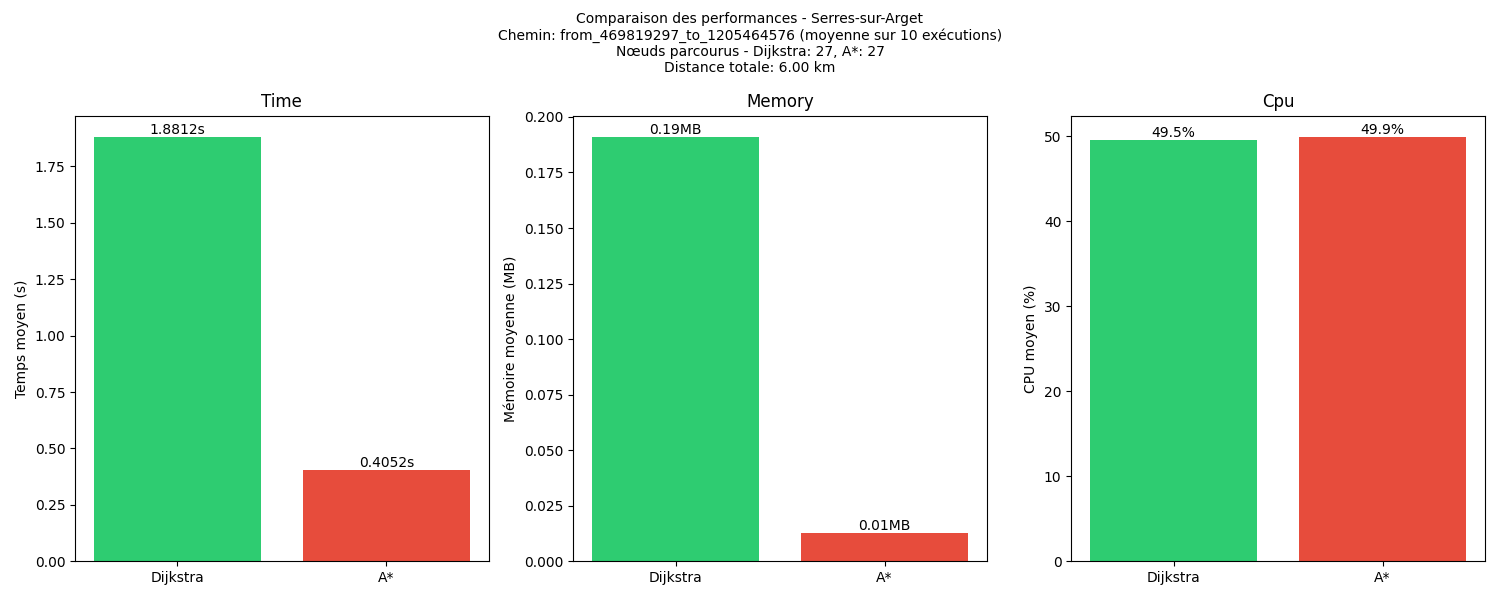 Comparaison des performances - Serres-sur-Arget
Chemin: from_469819297_to_1205464576 (moyenne sur 10 exécutions)
Nœuds parcourus - Dijkstra: 27, A*: 27
Distance totale: 6.00 km
Time
Temps moyen (s)
1.75
1.50
1.25
1.00
0.75
0.50
0.25
0.00
1.8812s
0.4052s
Dijkstra
A*
Memory
Mémoire moyenne (MB)
0.200
0.175
0.150
0.125
0.100
0.075
0.050
0.025
0.000
0.19MB
0.01MB
Dijkstra
A*
Cpu
CPU moyen (%)
50
40
30
20
10
0
49.5%
49.9%
Dijkstra
A*